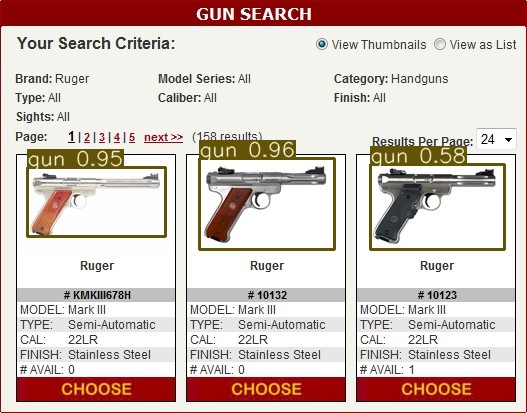 GUN SEARCH
Your Search Criteria:
View Thumbnails View as List
Brand: Ruger Model Series: All Category: Handguns
Type: All Caliber: All Finish: All
Sights: All
Page: 1 | 2 | 3 | 4 | 5 next >> (158 results) Results Per Page: 24
gun 0.95 gun 0.96 gun 0.58
Ruger Ruger Ruger
# KMKIII678H # 10132 # 10123
MODEL: Mark III MODEL: Mark III MODEL: Mark III
TYPE: Semi-Automatic TYPE: Semi-Automatic TYPE: Semi-Automatic
CAL: 22LR CAL: 22LR CAL: 22LR
FINISH: Stainless Steel FINISH: Stainless Steel FINISH: Stainless Steel
# AVAIL: 0 # AVAIL: 0 # AVAIL: 1
CHOOSE CHOOSE CHOOSE